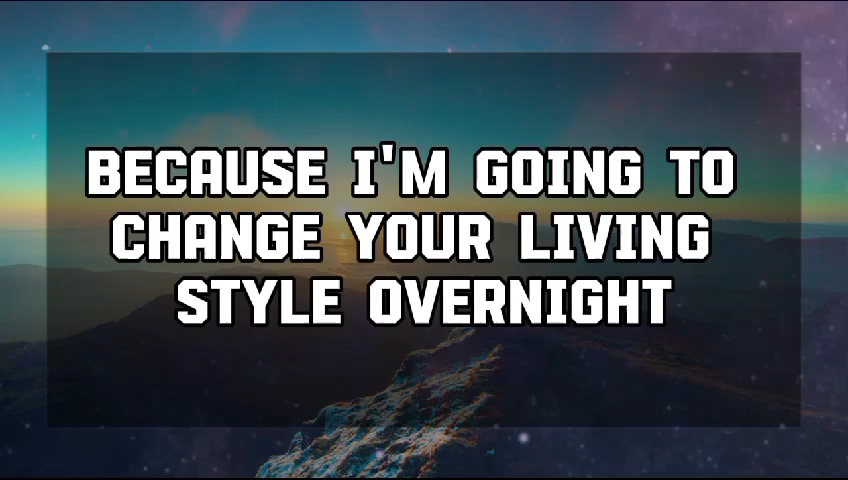 BECAUSE I'M GOING TO
CHANGE YOUR LIVING
STYLE OVERNIGHT